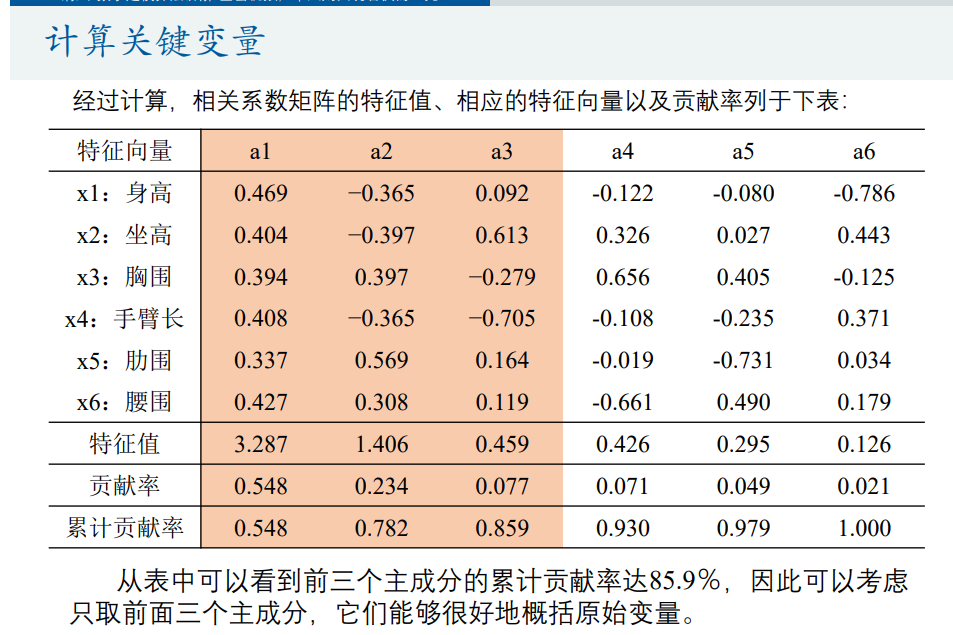 计算关键变量
经过计算，相关系数矩阵的特征值、相应的特征向量以及贡献率列于下表：
特征向量 a1 a2 a3 a4 a5 a6
x1：身高 0.469 −0.365 0.092 -0.122 -0.080 -0.786
x2：坐高 0.404 −0.397 0.613 0.326 0.027 0.443
x3：胸围 0.394 0.397 −0.279 0.656 0.405 -0.125
x4：手臂长 0.408 −0.365 −0.705 -0.108 -0.235 0.371
x5：肋围 0.337 0.569 0.164 -0.019 -0.731 0.034
x6：腰围 0.427 0.308 0.119 -0.661 0.490 0.179
特征值 3.287 1.406 0.459 0.426 0.295 0.126
贡献率 0.548 0.234 0.077 0.071 0.049 0.021
累计贡献率 0.548 0.782 0.859 0.930 0.979 1.000
从表中可以看到前三个主成分的累计贡献率达85.9％，因此可以考虑
只取前面三个主成分，它们能够很好地概括原始变量。